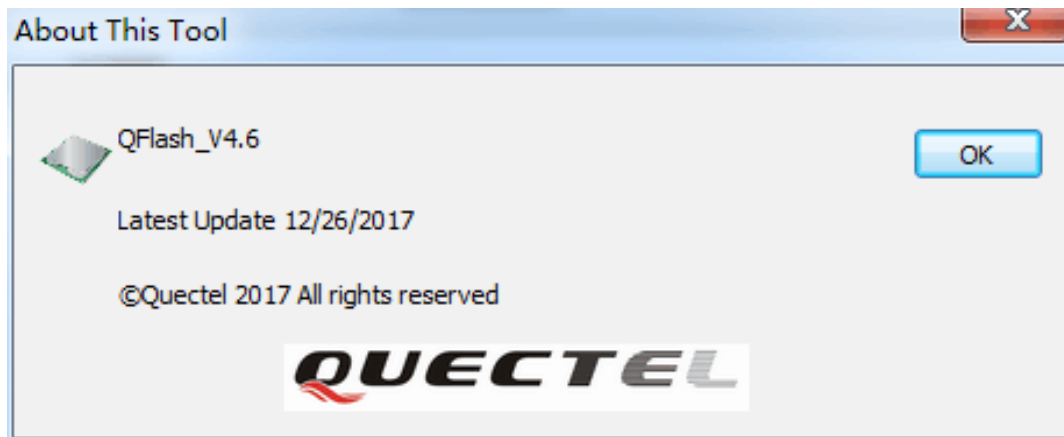 About This Tool
QFlash_V4.6
OK
Latest Update 12/26/2017
©Quectel 2017 All rights reserved
QUECTEL